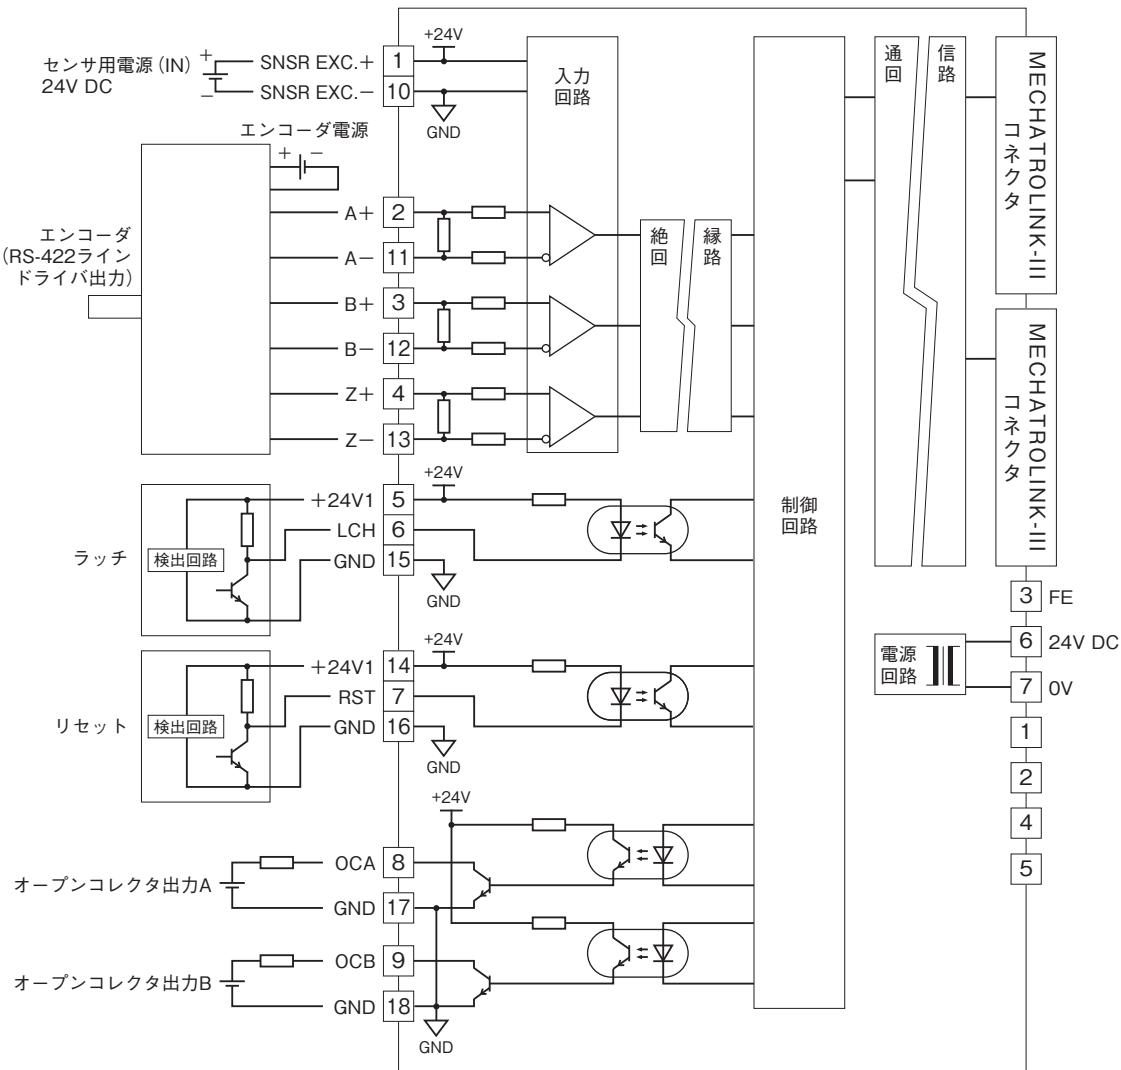 センサ用電源(IN)
24V DC
+
−
SNSR EXC.+ 1
SNSR EXC.− 10
+24V
GND
入力
回路
エンコーダ電源
+ −
エンコーダ
(RS-422ライン
ドライバ出力)
A+ 2
A− 11
B+ 3
B− 12
Z+ 4
Z− 13
絶縁
回路
ラッチ
検出回路
+24V1 5
LCH 6
GND 15
+24V
GND
リセット
検出回路
+24V1 14
RST 7
GND 16
+24V
GND
+24V
オープンコレクタ出力A
OCA 8
GND 17
オープンコレクタ出力B
OCB 9
GND 18
GND
制御
回路
通信
回路
MECHATROLINK-III
コネクタ
MECHATROLINK-III
コネクタ
3 FE
電源
回路
6 24V DC
7 0V
1
2
4
5